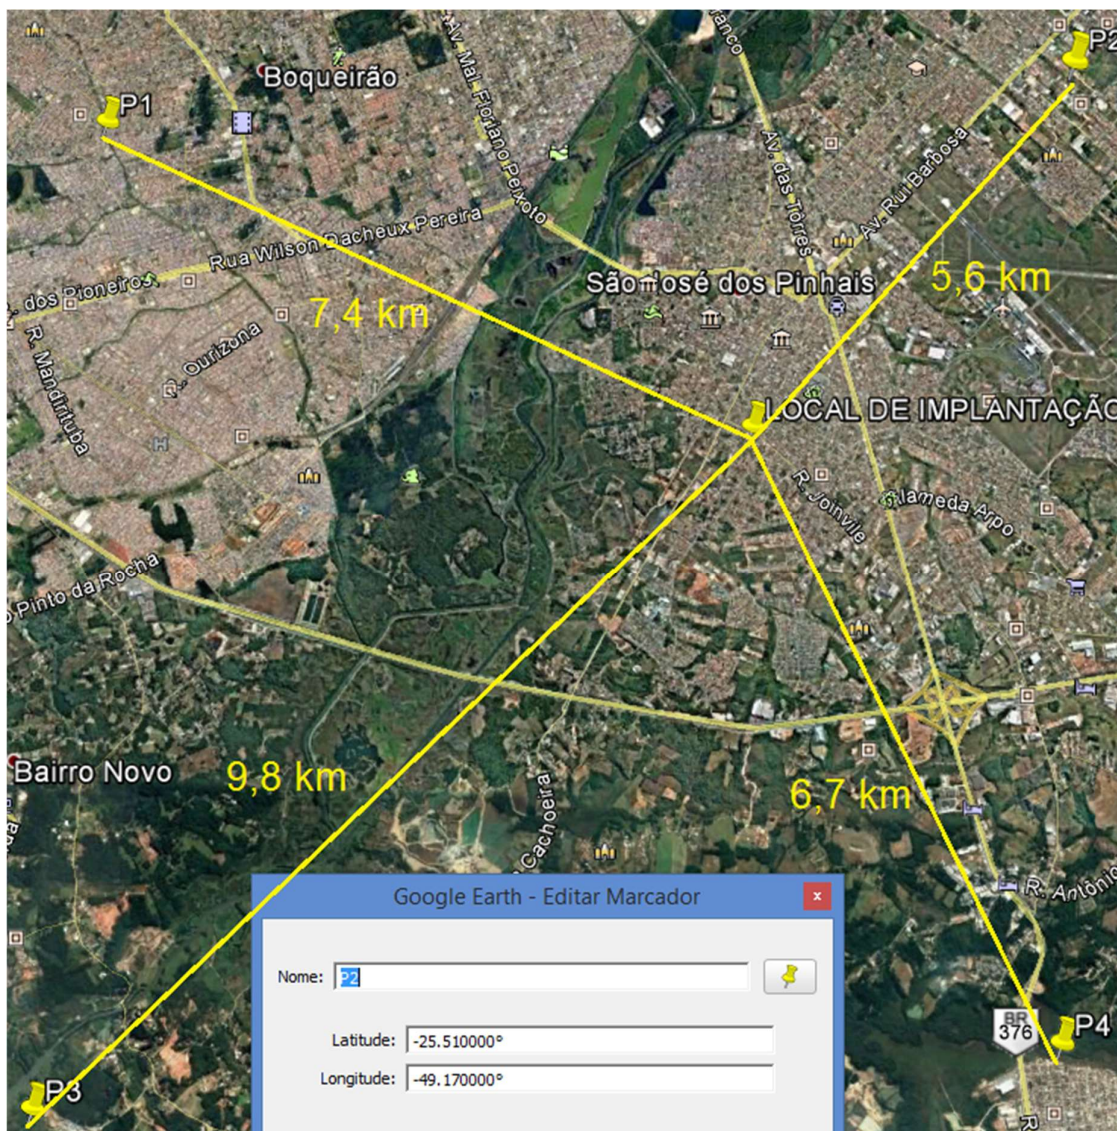 ranco
P2
P1
Boqueirão
Av. Mal. Floriano Peixoto
Av. das Tôrres
Av. Rui Barbosa
Rua Wilson Dacheux Pereira
. dos Pioneiros
São José dos Pinhais
5,6 km
7,4 km
R. Mandirituba
Ourizona
LOCAL DE IMPLANTAÇÃO
R. Joinvile
Alameda Arpo
o Pinto da Rocha
Bairro Novo
9,8 km
6,7 km
Cachoeira
R. Antônio
BR
376
P4
P3
R
Google Earth - Editar Marcador
x
Nome: P2
Latitude: -25.510000°
Longitude: -49.170000°